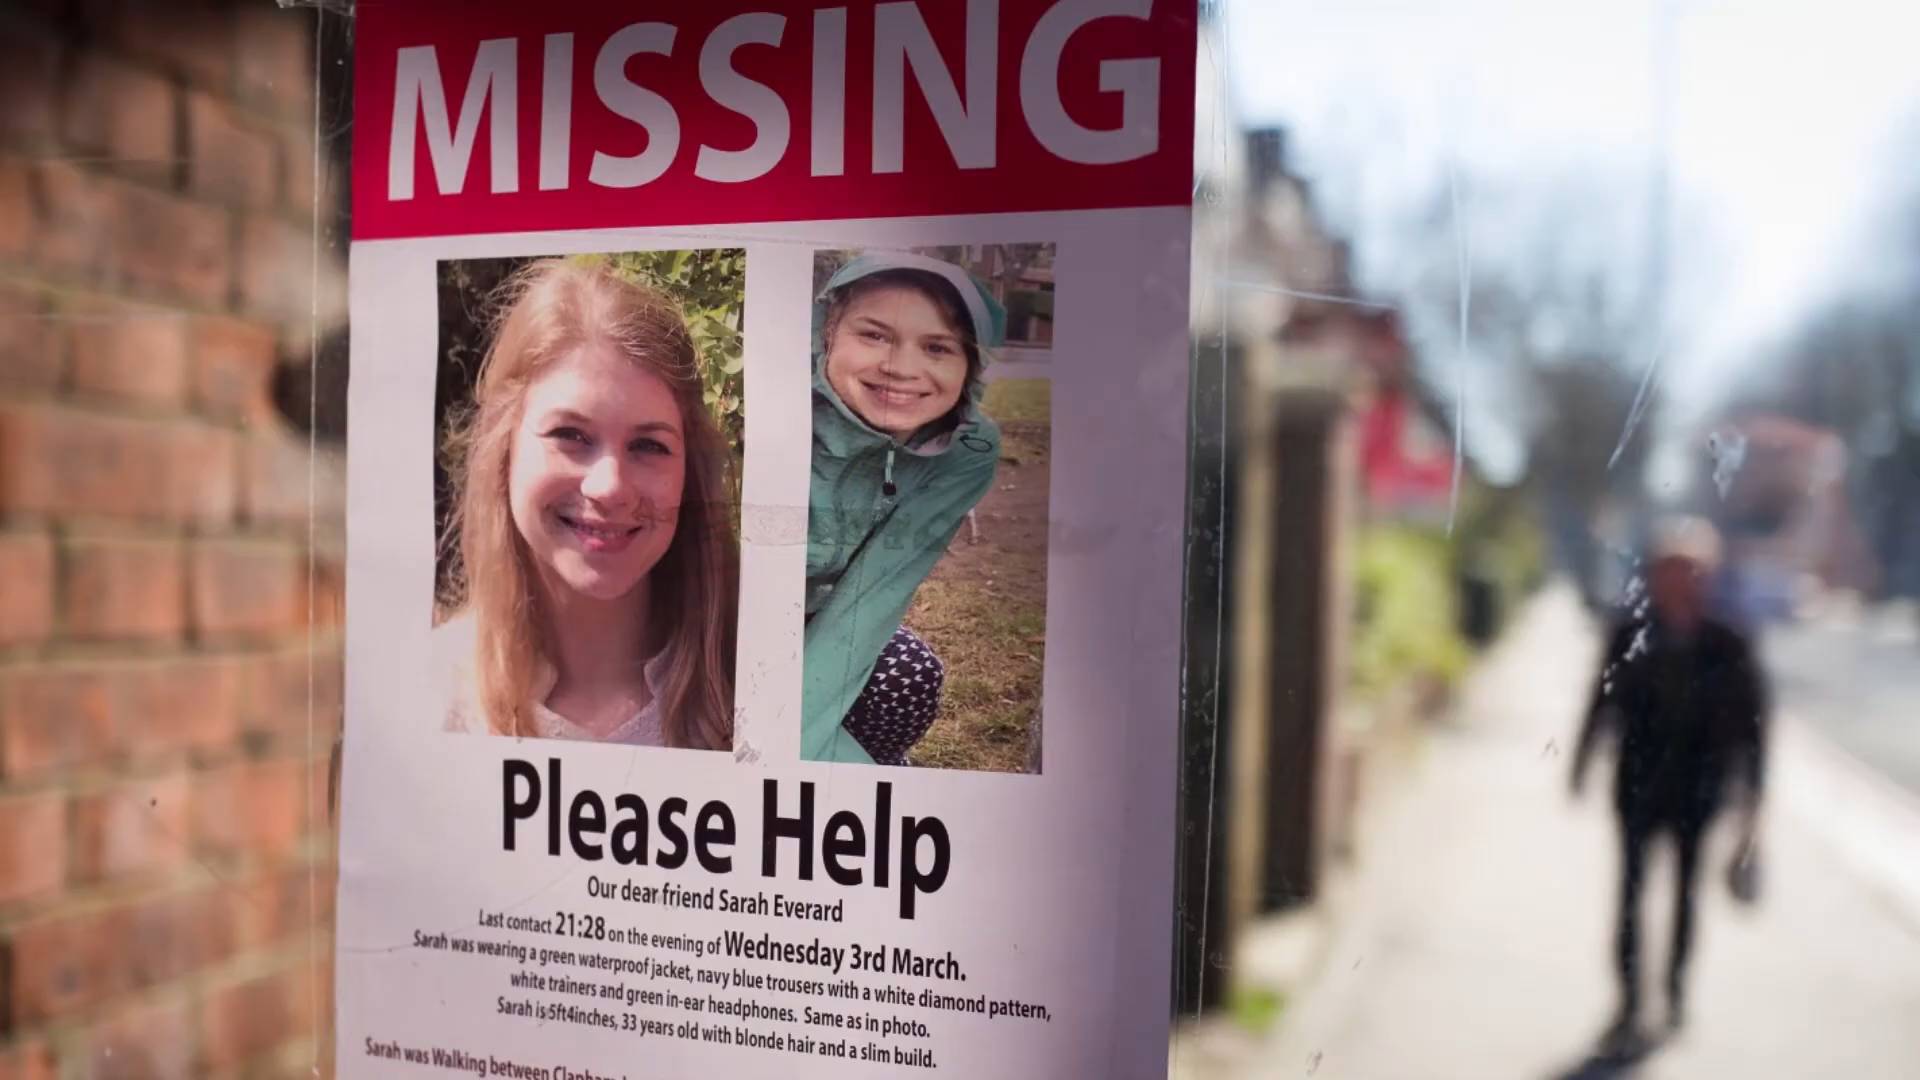 MISSING
Please Help
Our dear friend Sarah Everard
Last contact 21:28 on the evening of Wednesday 3rd March.
Sarah was wearing a green waterproof jacket, navy blue trousers with a white diamond pattern,
white trainers and green in-ear headphones. Same as in photo.
Sarah is 5ft4inches, 33 years old with blonde hair and a slim build.
Sarah was Walking between